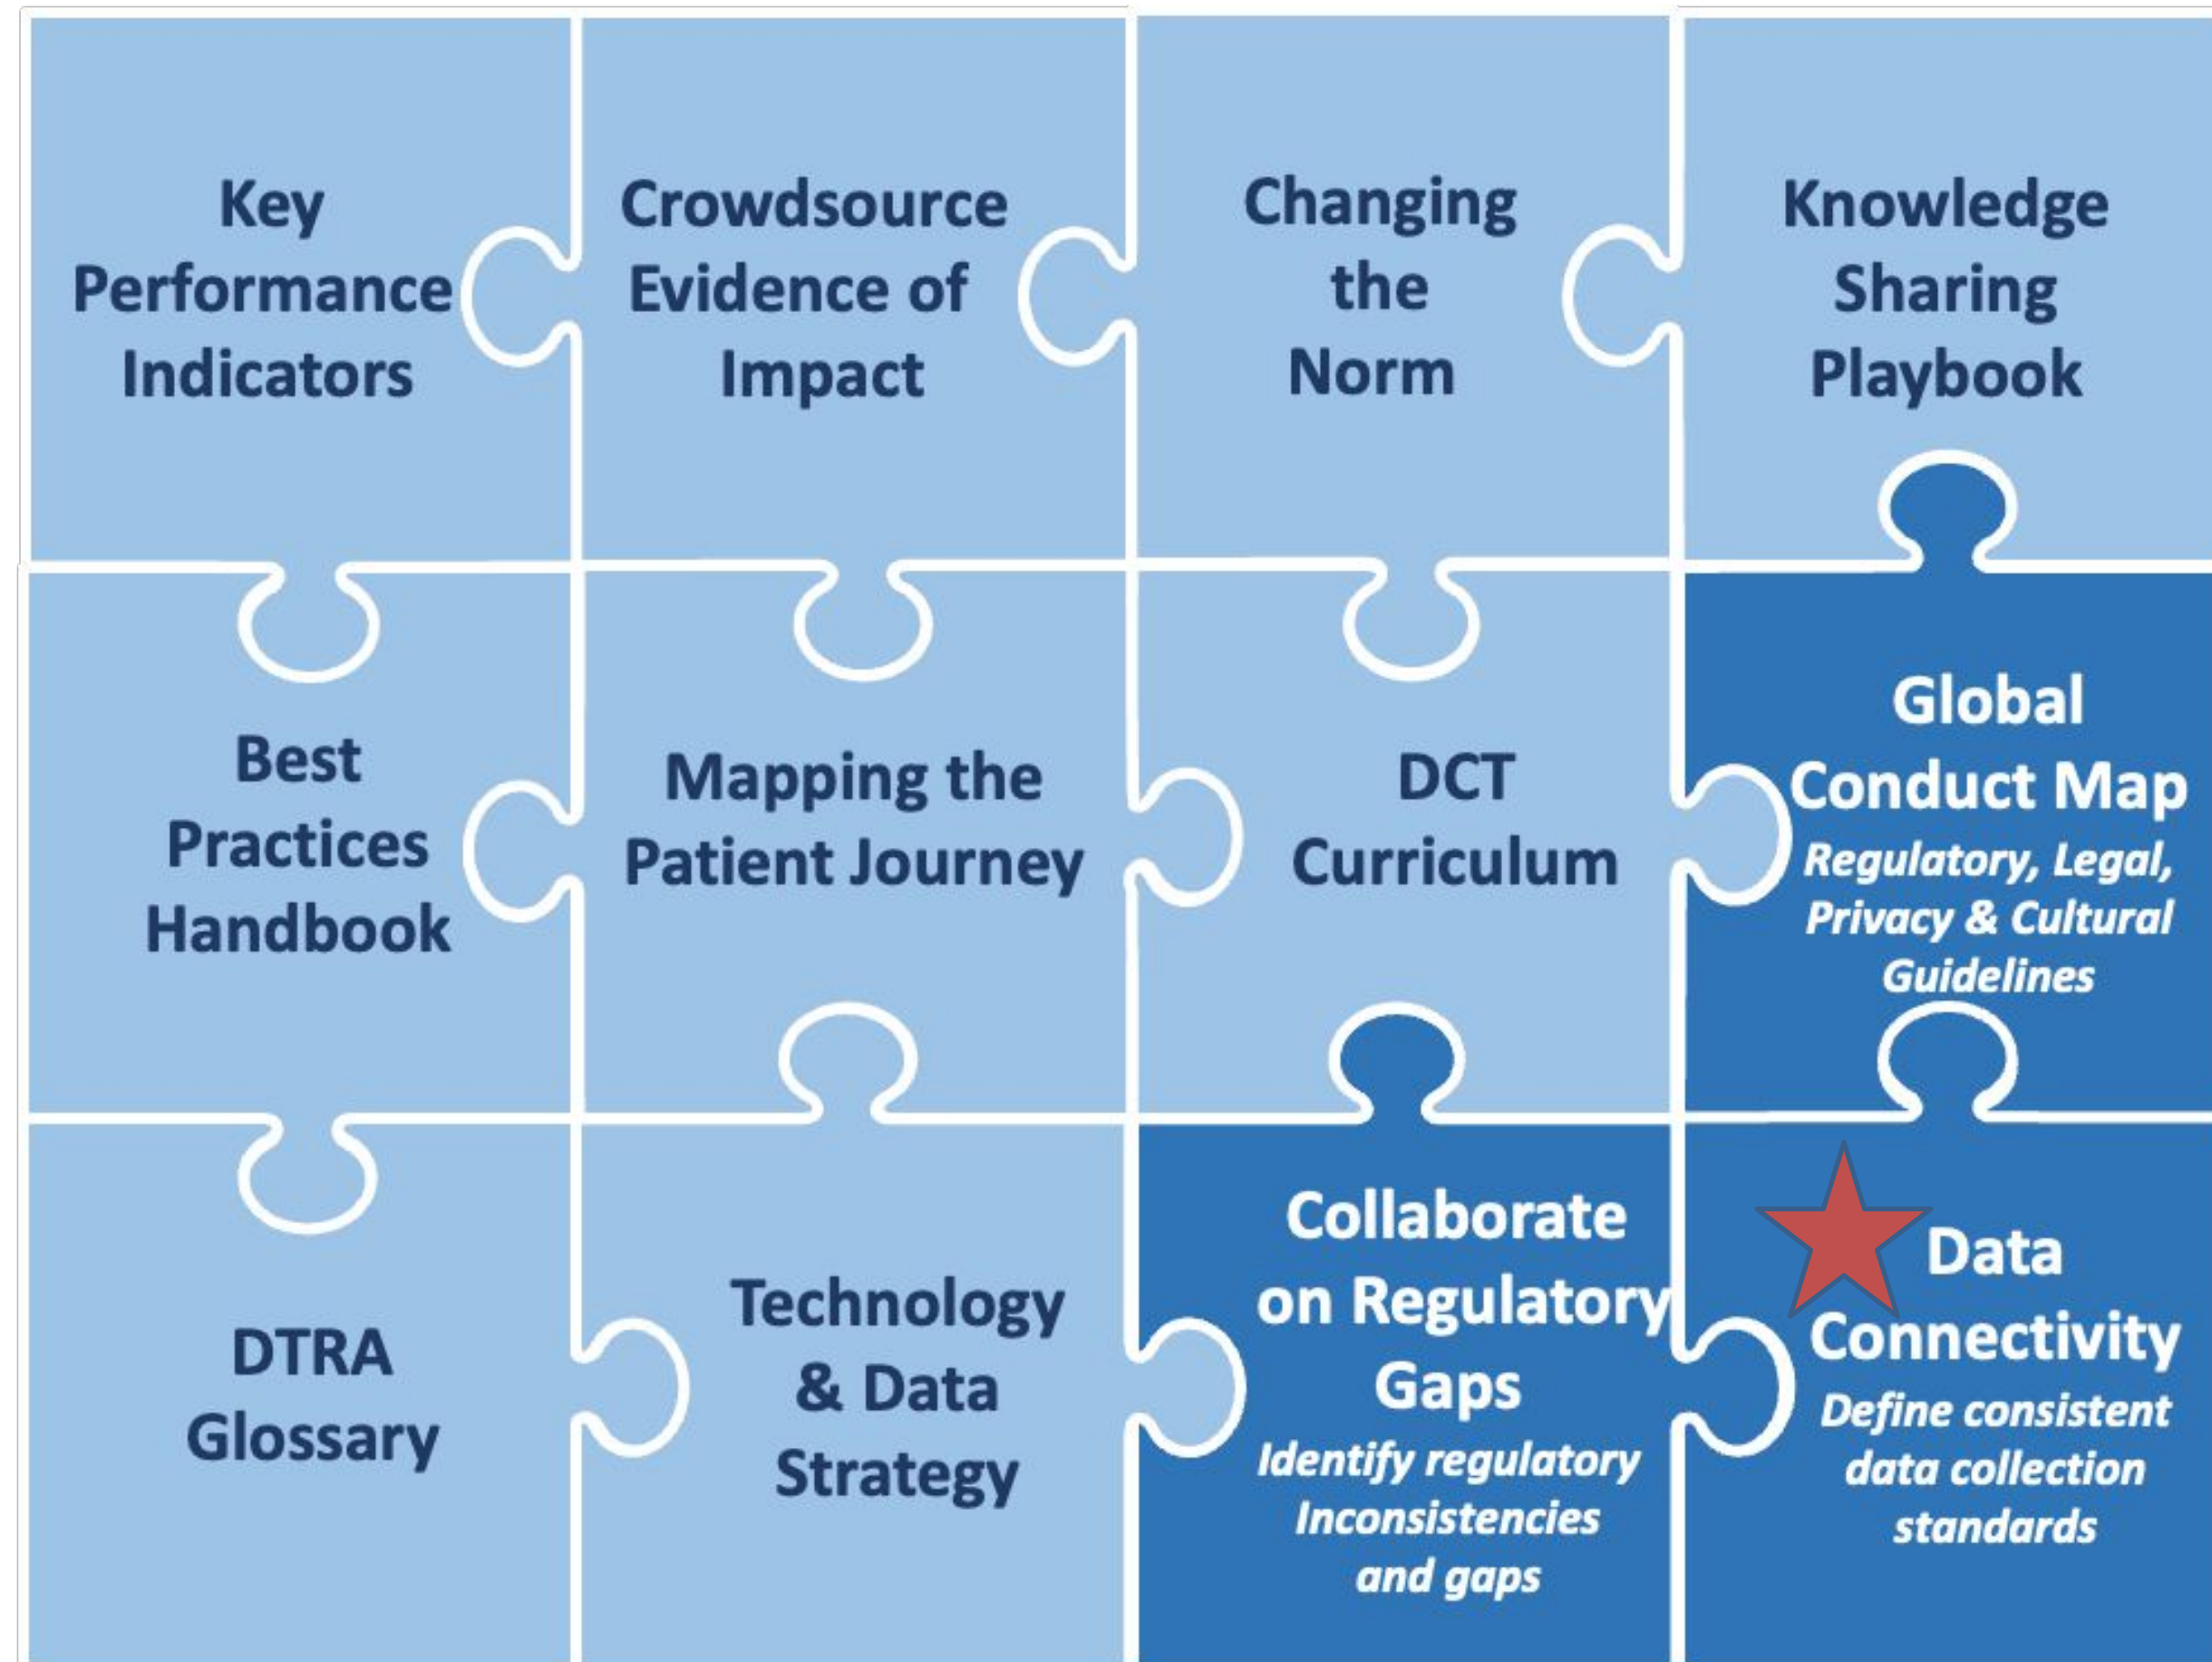 Key
Performance
Indicators
Crowdsource
Evidence of
Impact
Changing
the
Norm
Knowledge
Sharing
Playbook
Best
Practices
Handbook
Mapping the
Patient Journey
DCT
Curriculum
Global
Conduct Map
Regulatory, Legal,
Privacy & Cultural
Guidelines
DTRA
Glossary
Technology
& Data
Strategy
Collaborate
on Regulatory
Gaps
Identify regulatory
Inconsistencies
and gaps
Data
Connectivity
Define consistent
data collection
standards